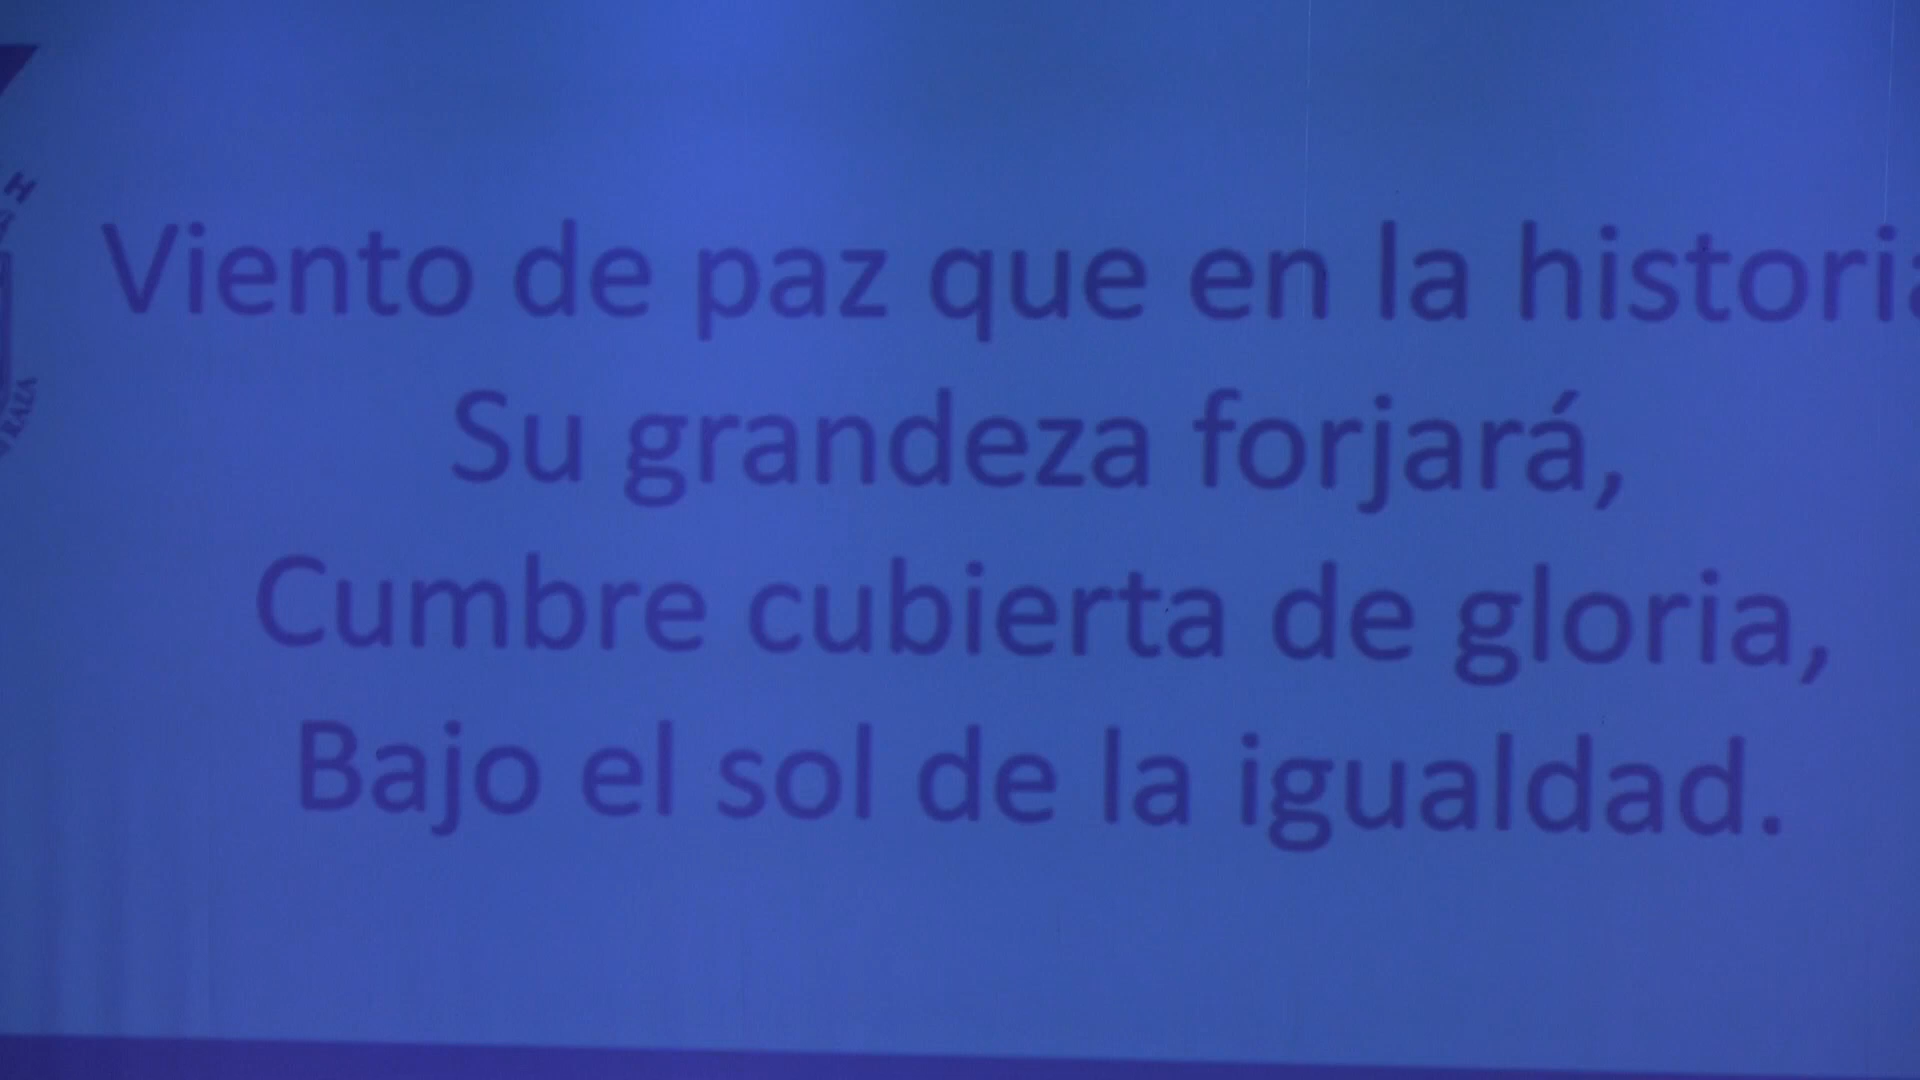 H
RAZA
Viento de paz que en la historia
Su grandeza forjará,
Cumbre cubierta de gloria,
Bajo el sol de la igualdad.